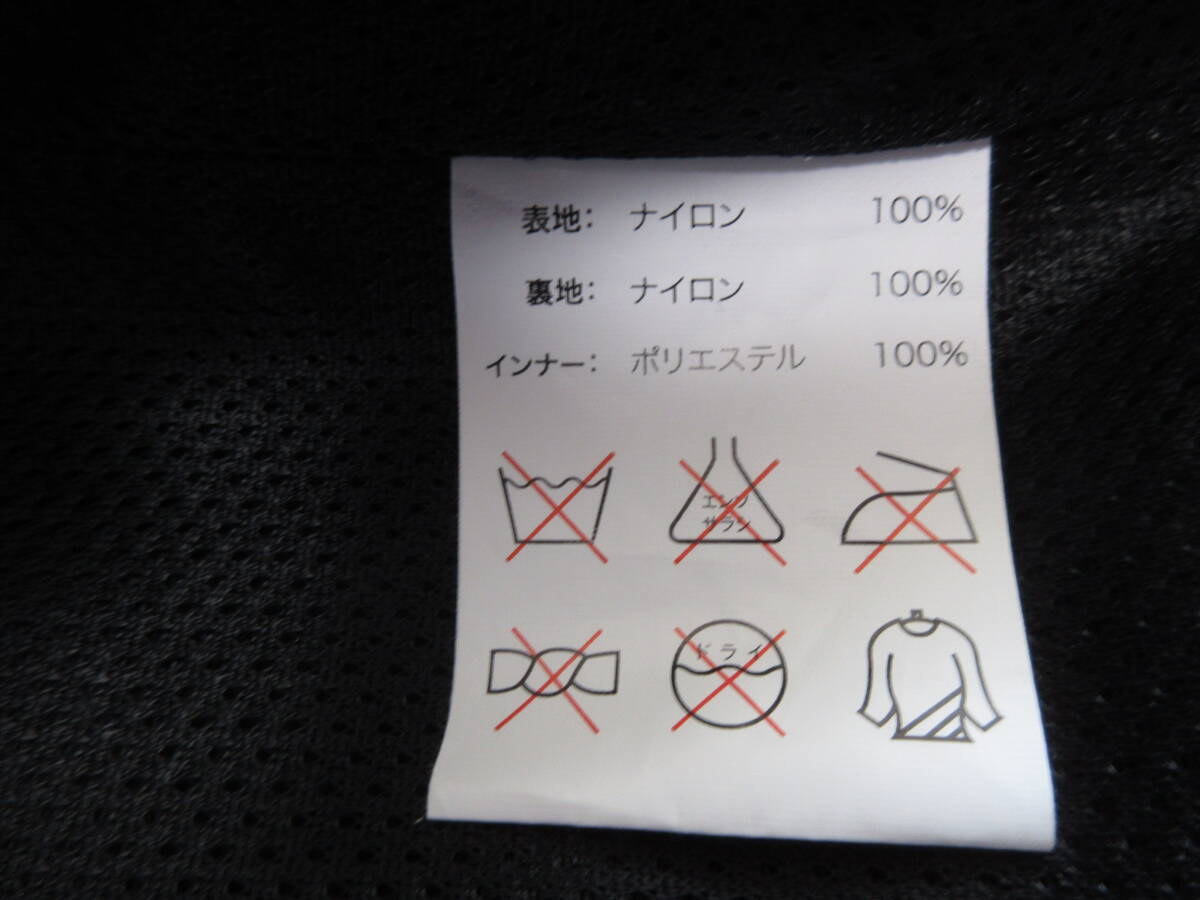 表地: ナイロン 100%
裏地: ナイロン 100%
インナー: ポリエステル 100%
エンソ
サラシ
ドライ